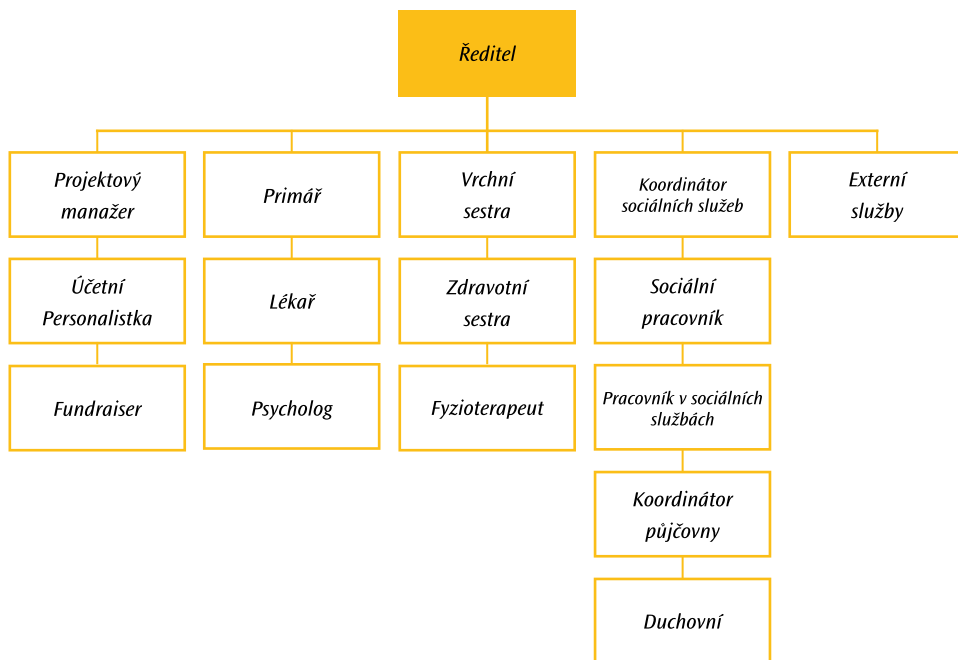 Ředitel
Projektový
manažer
Primář
Vrchní
sestra
Koordinátor
sociálních služeb
Externí
služby
Účetní
Personalistka
Lékař
Zdravotní
sestra
Sociální
pracovník
Fundraiser
Psycholog
Fyzioterapeut
Pracovník v sociálních
službách
Koordinátor
půjčovny
Duchovní